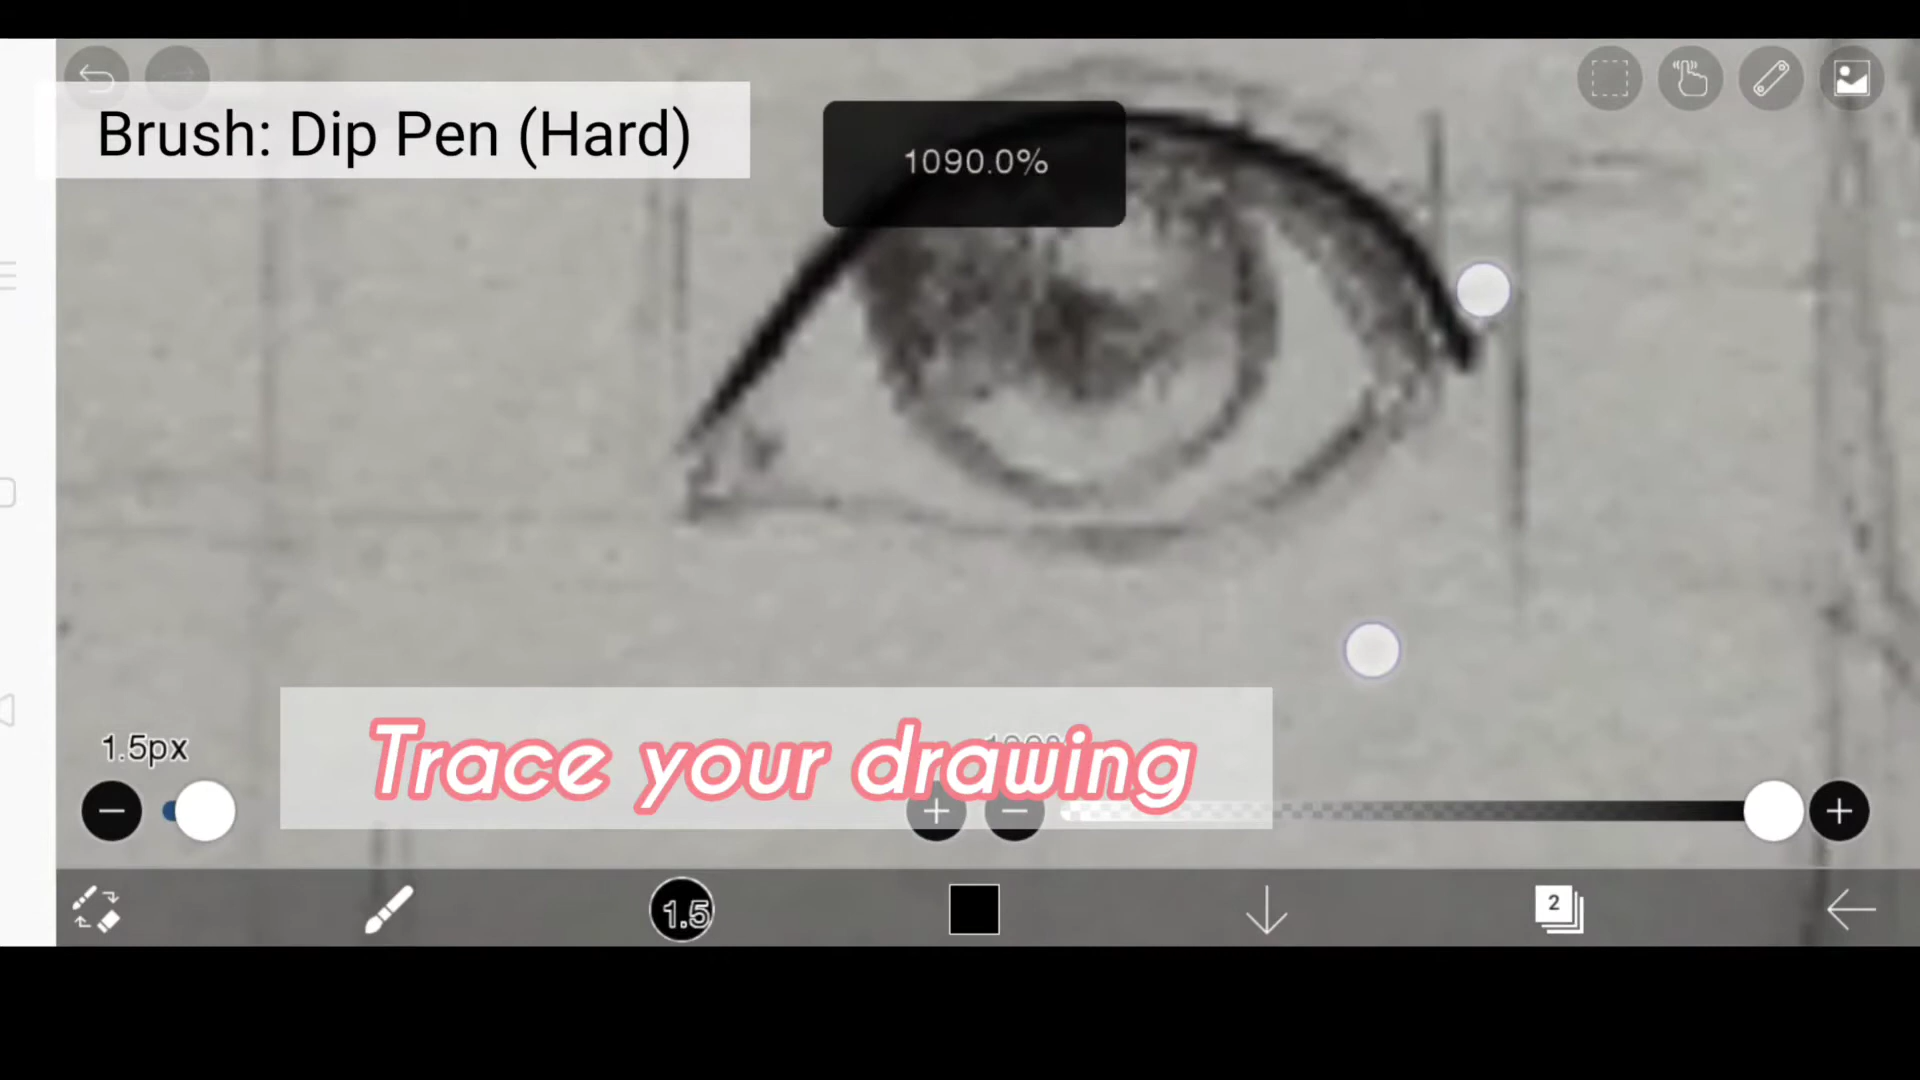 Brush: Dip Pen (Hard)
1090.0%
1.5px
Trace your drawing
1.5
2